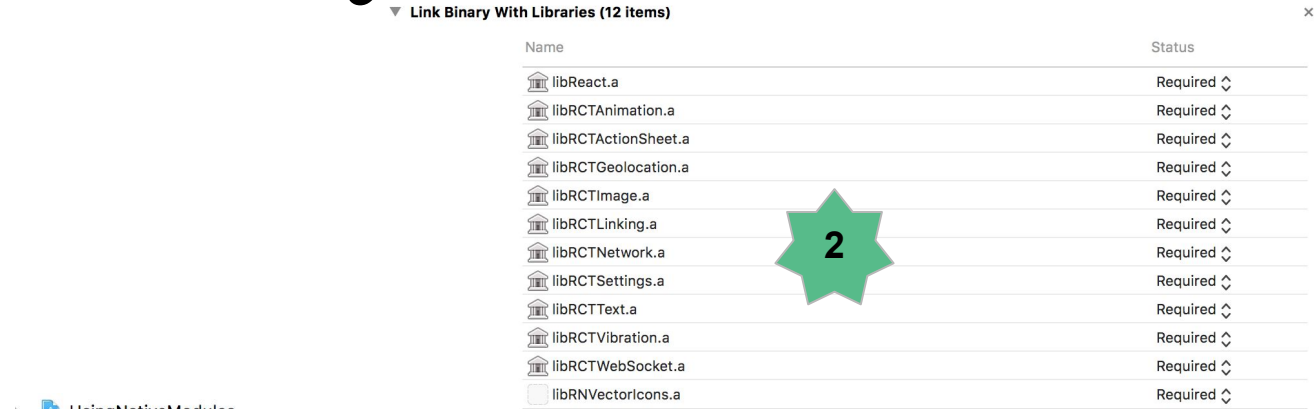 Link Binary With Libraries (12 items)
Name Status
libReact.a Required
libRCTAnimation.a Required
libRCTActionSheet.a Required
libRCTGeolocation.a Required
libRCTImage.a Required
libRCTLinking.a Required
2
libRCTNetwork.a Required
libRCTSettings.a Required
libRCTText.a Required
libRCTVibration.a Required
libRCTWebSocket.a Required
libRNVectorIcons.a Required
UsingNativeModules